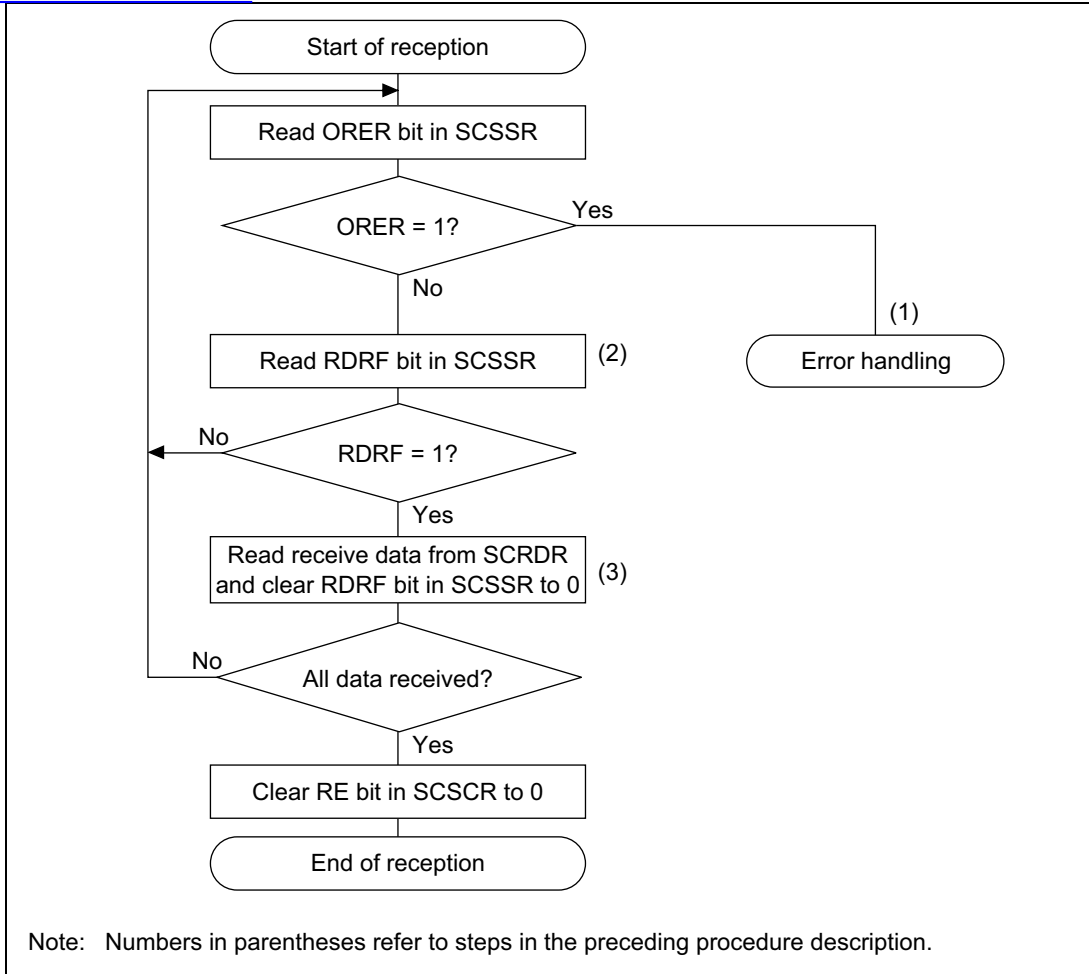 Start of reception
Read ORER bit in SCSSR
ORER = 1?
Yes
No
(1)
Error handling
Read RDRF bit in SCSSR
(2)
RDRF = 1?
No
Yes
Read receive data from SCRDR
and clear RDRF bit in SCSSR to 0
(3)
All data received?
No
Yes
Clear RE bit in SCSCR to 0
End of reception
Note: Numbers in parentheses refer to steps in the preceding procedure description.